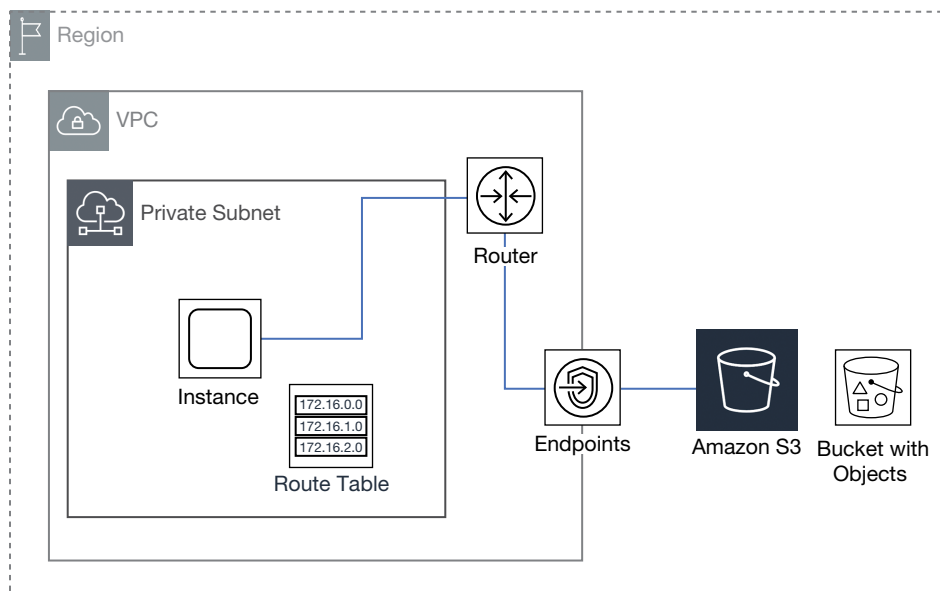 Region
VPC
Private Subnet
Router
Instance
172.16.0.0
172.16.1.0
172.16.2.0
Route Table
Endpoints
Amazon S3
Bucket with
Objects